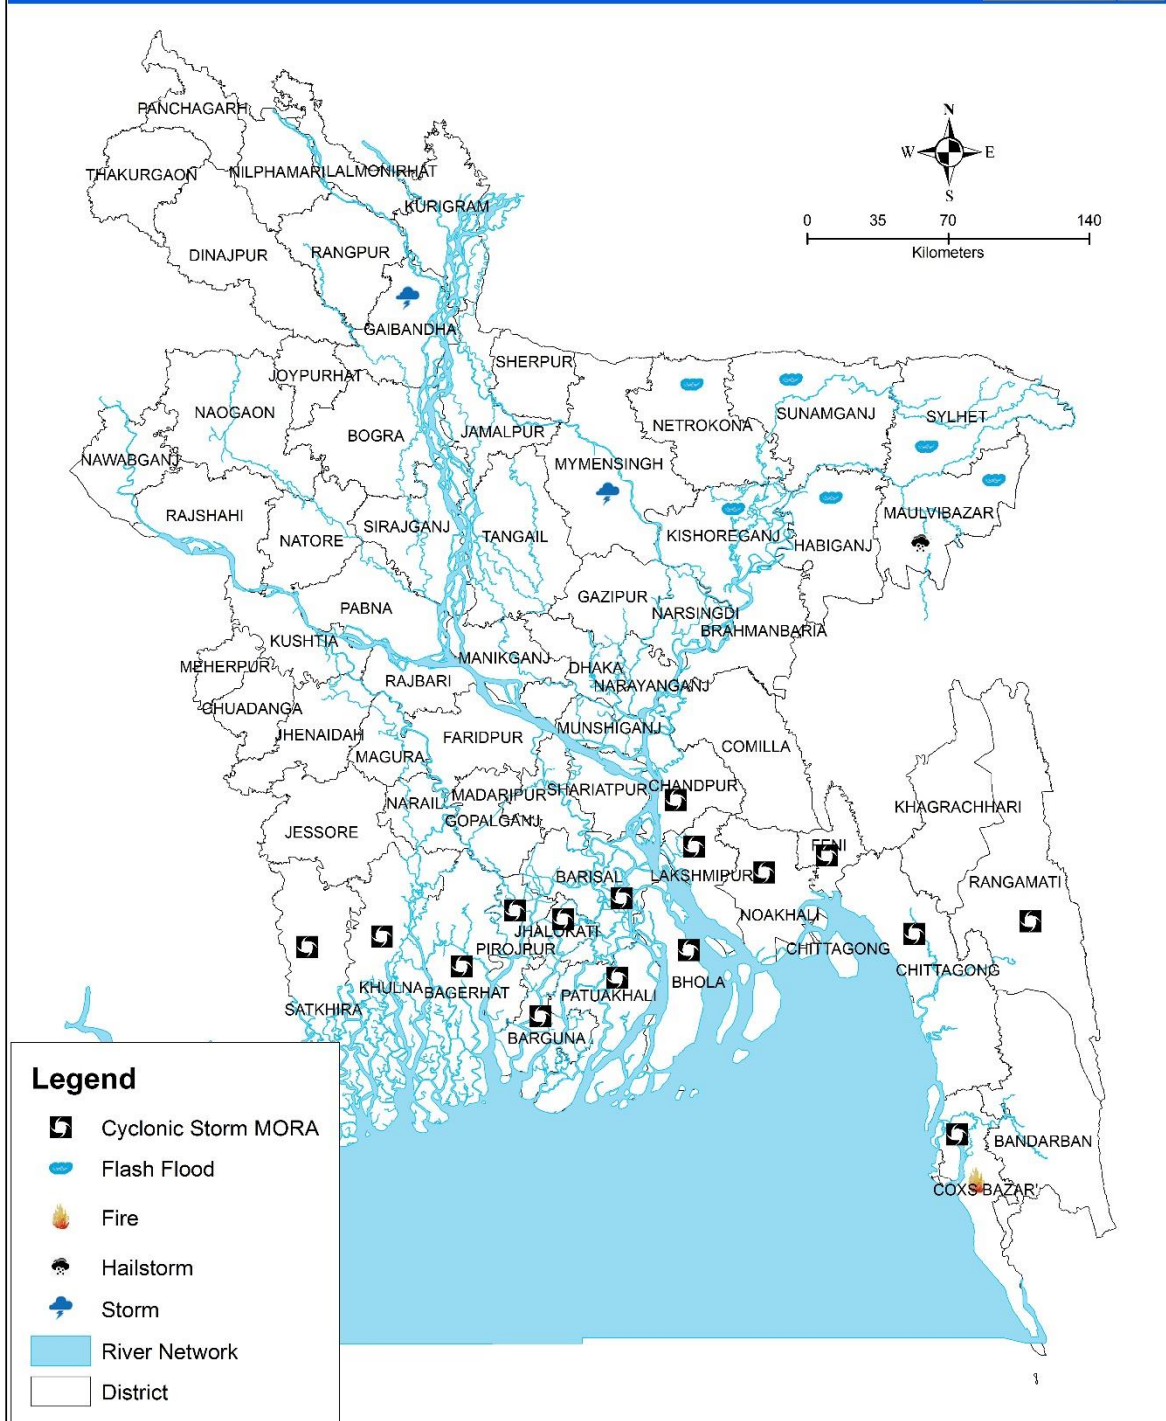 PANCHAGARH
THAKURGAON
NILPHAMARI
LALMONIRHAT
KURIGRAM
DINAJPUR
RANGPUR
GAIBANDHA
N
W
E
S
0 35 70 140
Kilometers
SHERPUR
JOYPURHAT
NAOGAON
BOGRA
JAMALPUR
NETROKONA
SUNAMGANJ
SYLHET
NAWABGANJ
MYMENSINGH
RAJSHAHI
NATORE
SIRAJGANJ
TANGAIL
KISHOREGANJ
HABIGANJ
MAULVIBAZAR
PABNA
GAZIPUR
NARSINGDI
BRAHMANBARIA
KUSHTIA
MEHERPUR
RAJBARI
MANIKGANJ
DHAKA
NARAYANGANJ
CHUADANGA
JHENAIDAH
MAGURA
FARIDPUR
MUNSHIGANJ
COMILLA
NARAIL
MADARIPUR
SHARIATPUR
CHANDPUR
GOPALGANJ
JESSORE
KHAGRACHHARI
FENI
BARISAL
LAKSHMIPUR
RANGAMATI
NOAKHALI
JHALOKATI
PIROJPUR
CHITTAGONG
CHITTAGONG
KHULNA
BAGERHAT
PATUAKHALI
BHOLA
SATKHIRA
BARGUNA
BANDARBAN
COXS BAZAR'
Legend
Cyclonic Storm MORA
Flash Flood
Fire
Hailstorm
Storm
River Network
District